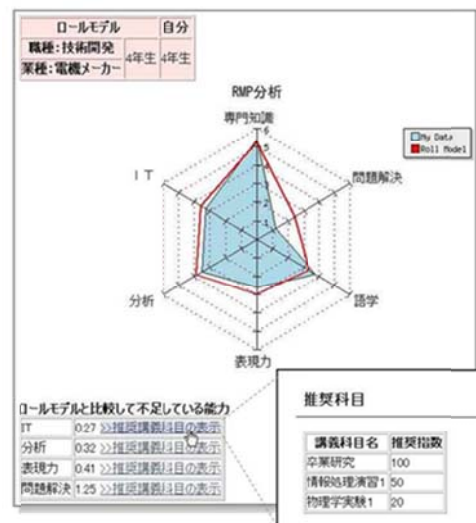 ロールモデル 自分
職種:技術開発 4年生 4年生
業種:電機メーカー
RMP分析
専門知識
6
5
4
3
2
1
My Data
Roll Model
IT
問題解決
分析
語学
表現力
ロールモデルと比較して不足している能力
IT 0.27 >>推奨講義科目の表示
分析 0.32 >>推奨講義科目の表示
表現力 0.41 >>推奨講義科目の表示
問題解決 1.25 >>推奨講義科目の表示
推奨科目
講義科目名 推奨指数
卒業研究 100
情報処理演習1 50
物理学実験1 20